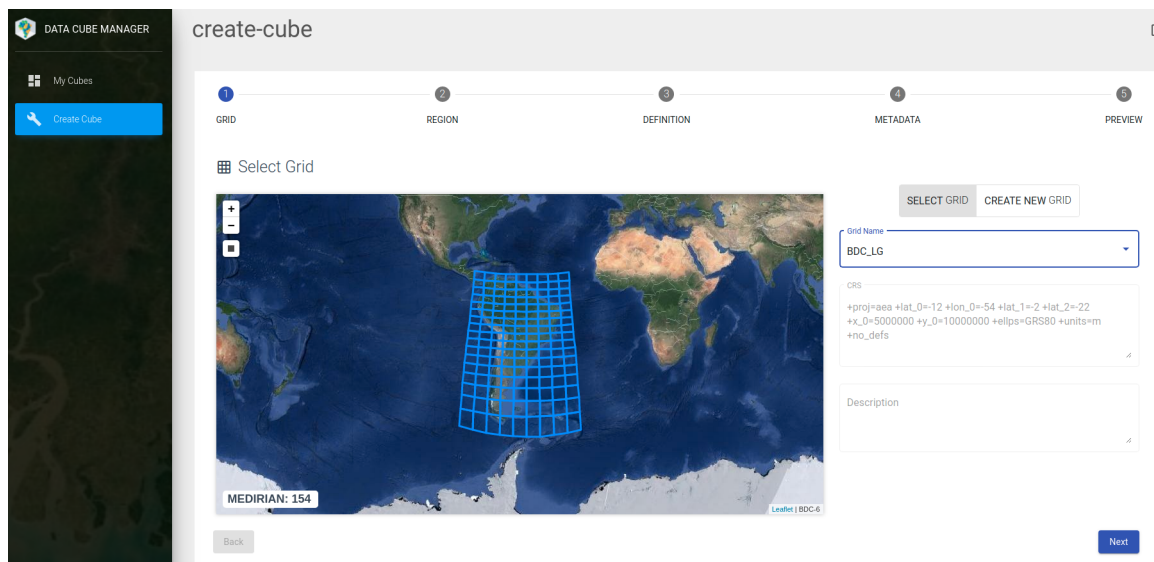 DATA CUBE MANAGER
create-cube
My Cubes
Create Cube
1
2
3
4
5
GRID
REGION
DEFINITION
METADATA
PREVIEW
Select Grid
SELECT GRID
CREATE NEW GRID
+
−
Grid Name
BDC_LG
CRS
+proj=aea +lat_0=-12 +lon_0=-54 +lat_1=-2 +lat_2=-22
+x_0=5000000 +y_0=10000000 +ellps=GRS80 +units=m
+no_defs
Description
MEDIRIAN: 154
Leaflet | BDC-6
Back
Next